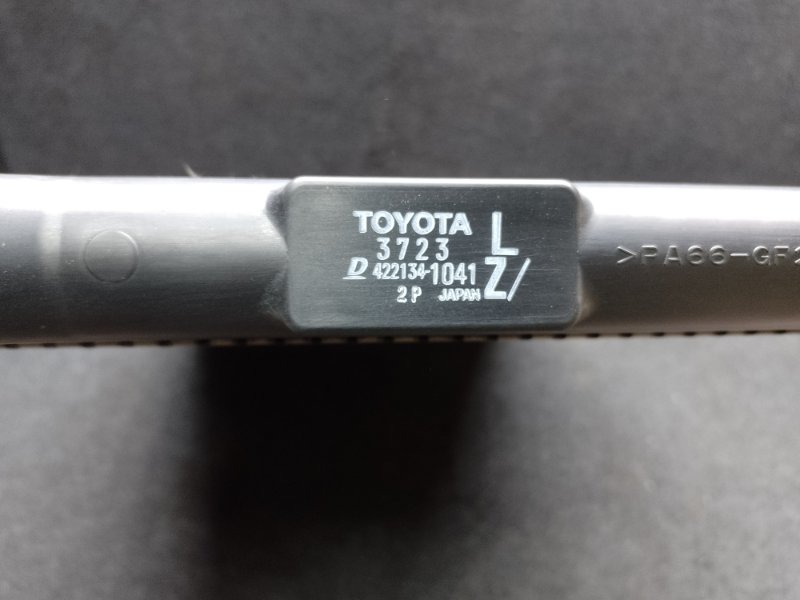 TOYOTA L
3723
D 422134-1041 Z/
2P JAPAN
>PA66-GF